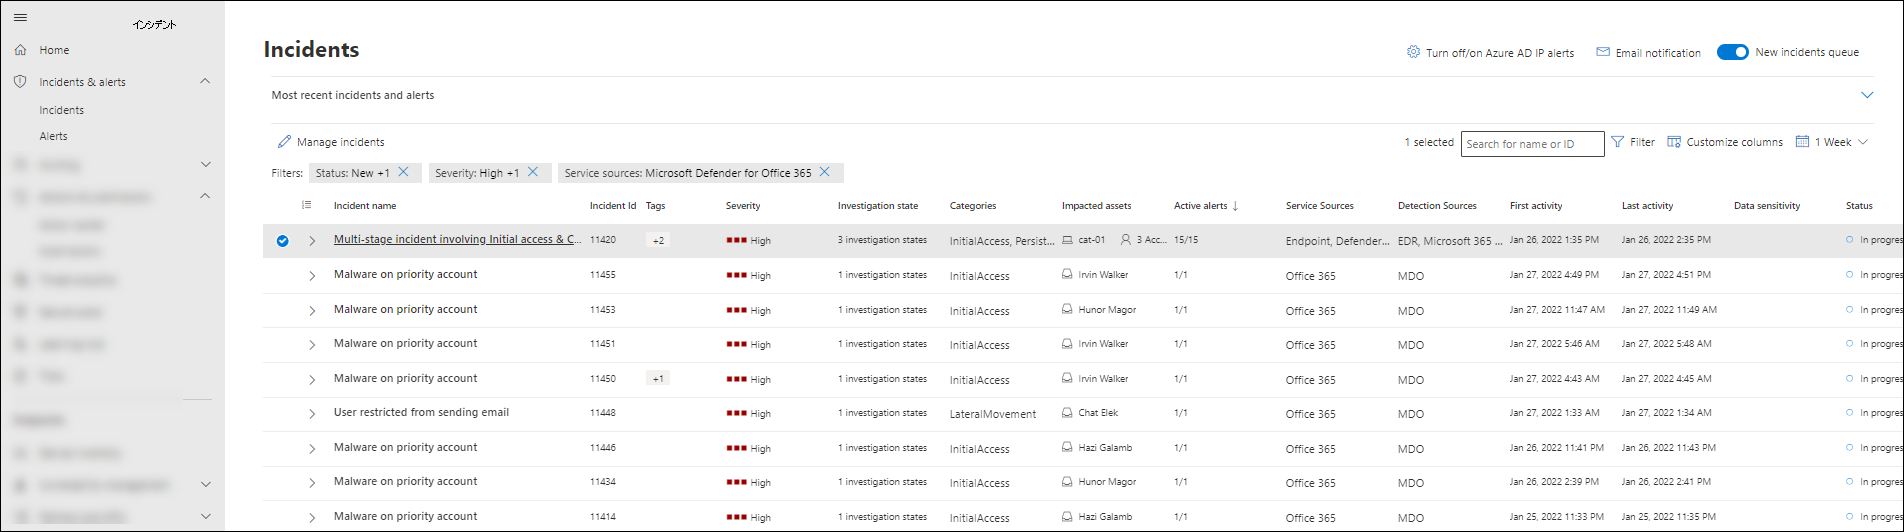 インシデント
Home
Incidents & alerts
Incidents
Alerts
Incidents
Turn off/on Azure AD IP alerts Email notification New incidents queue
Most recent incidents and alerts
Manage incidents 1 selected Search for name or ID Filter Customize columns 1 Week
Filters: Status: New +1 Severity: High +1 Service sources: Microsoft Defender for Office 365
Incident name Incident Id Tags Severity Investigation state Categories Impacted assets Active alerts Service Sources Detection Sources First activity Last activity Data sensitivity Status
Multi-stage incident involving Initial access & C... 11420 +2 High 3 investigation states InitialAccess, Persist... cat-01 3 Acc... 15/15 Endpoint, Defender... EDR, Microsoft 365 ... Jan 26, 2022 1:35 PM Jan 26, 2022 2:35 PM In progres
Malware on priority account 11455 High 1 investigation states InitialAccess Irvin Walker 1/1 Office 365 MDO Jan 27, 2022 4:49 PM Jan 27, 2022 4:51 PM In progres
Malware on priority account 11453 High 1 investigation states InitialAccess Hunor Magor 1/1 Office 365 MDO Jan 27, 2022 11:47 AM Jan 27, 2022 11:49 AM In progres
Malware on priority account 11451 High 1 investigation states InitialAccess Irvin Walker 1/1 Office 365 MDO Jan 27, 2022 5:46 AM Jan 27, 2022 5:48 AM In progres
Malware on priority account 11450 +1 High 1 investigation states InitialAccess Irvin Walker 1/1 Office 365 MDO Jan 27, 2022 4:43 AM Jan 27, 2022 4:45 AM In progres
User restricted from sending email 11448 High 1 investigation states LateralMovement Chat Elek 1/1 Office 365 MDO Jan 27, 2022 1:33 AM Jan 27, 2022 1:34 AM In progres
Malware on priority account 11446 High 1 investigation states InitialAccess Hazi Galamb 1/1 Office 365 MDO Jan 26, 2022 11:41 PM Jan 26, 2022 11:43 PM In progres
Malware on priority account 11434 High 1 investigation states InitialAccess Hunor Magor 1/1 Office 365 MDO Jan 26, 2022 2:39 PM Jan 26, 2022 2:41 PM In progres
Malware on priority account 11414 High 1 investigation states InitialAccess Hazi Galamb 1/1 Office 365 MDO Jan 25, 2022 11:33 PM Jan 25, 2022 11:35 PM In progres